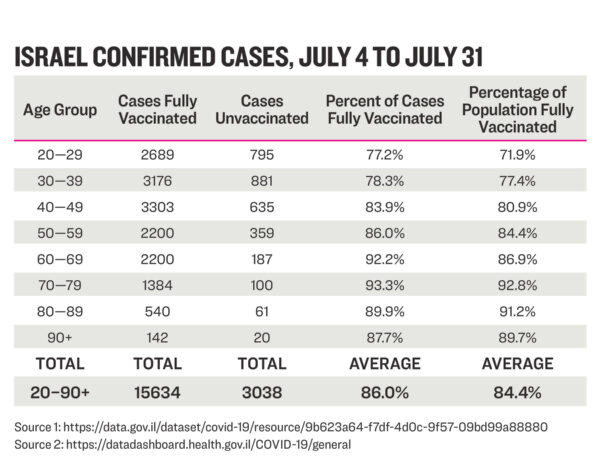 ISRAEL CONFIRMED CASES, JULY 4 TO JULY 31
Age Group Cases Fully Vaccinated Cases Unvaccinated Percent of Cases Fully Vaccinated Percentage of Population Fully Vaccinated
20—29 2689 795 77.2% 71.9%
30—39 3176 881 78.3% 77.4%
40—49 3303 635 83.9% 80.9%
50—59 2200 359 86.0% 84.4%
60—69 2200 187 92.2% 86.9%
70—79 1384 100 93.3% 92.8%
80—89 540 61 89.9% 91.2%
90+ 142 20 87.7% 89.7%
TOTAL TOTAL TOTAL AVERAGE AVERAGE
20–90+ 15634 3038 86.0% 84.4%
Source 1: https://data.gov.il/dataset/covid-19/resource/9b623a64-f7df-4d0c-9f57-09bd99a88880
Source 2: https://datadashboard.health.gov.il/COVID-19/general